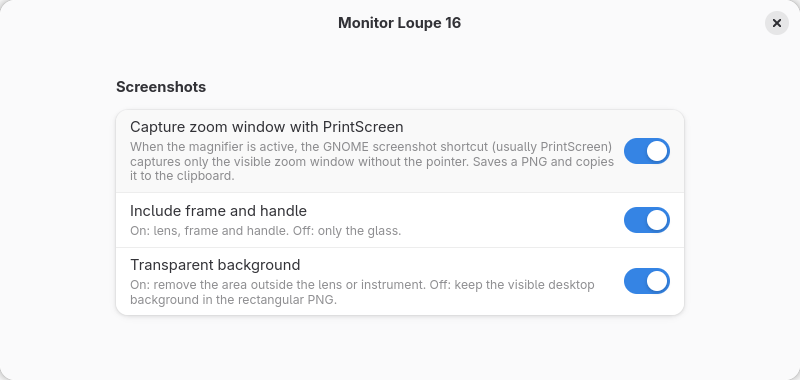 Monitor Loupe 16
Screenshots
Capture zoom window with PrintScreen
When the magnifier is active, the GNOME screenshot shortcut (usually PrintScreen)
captures only the visible zoom window without the pointer. Saves a PNG and copies
it to the clipboard.
Include frame and handle
On: lens, frame and handle. Off: only the glass.
Transparent background
On: remove the area outside the lens or instrument. Off: keep the visible desktop
background in the rectangular PNG.